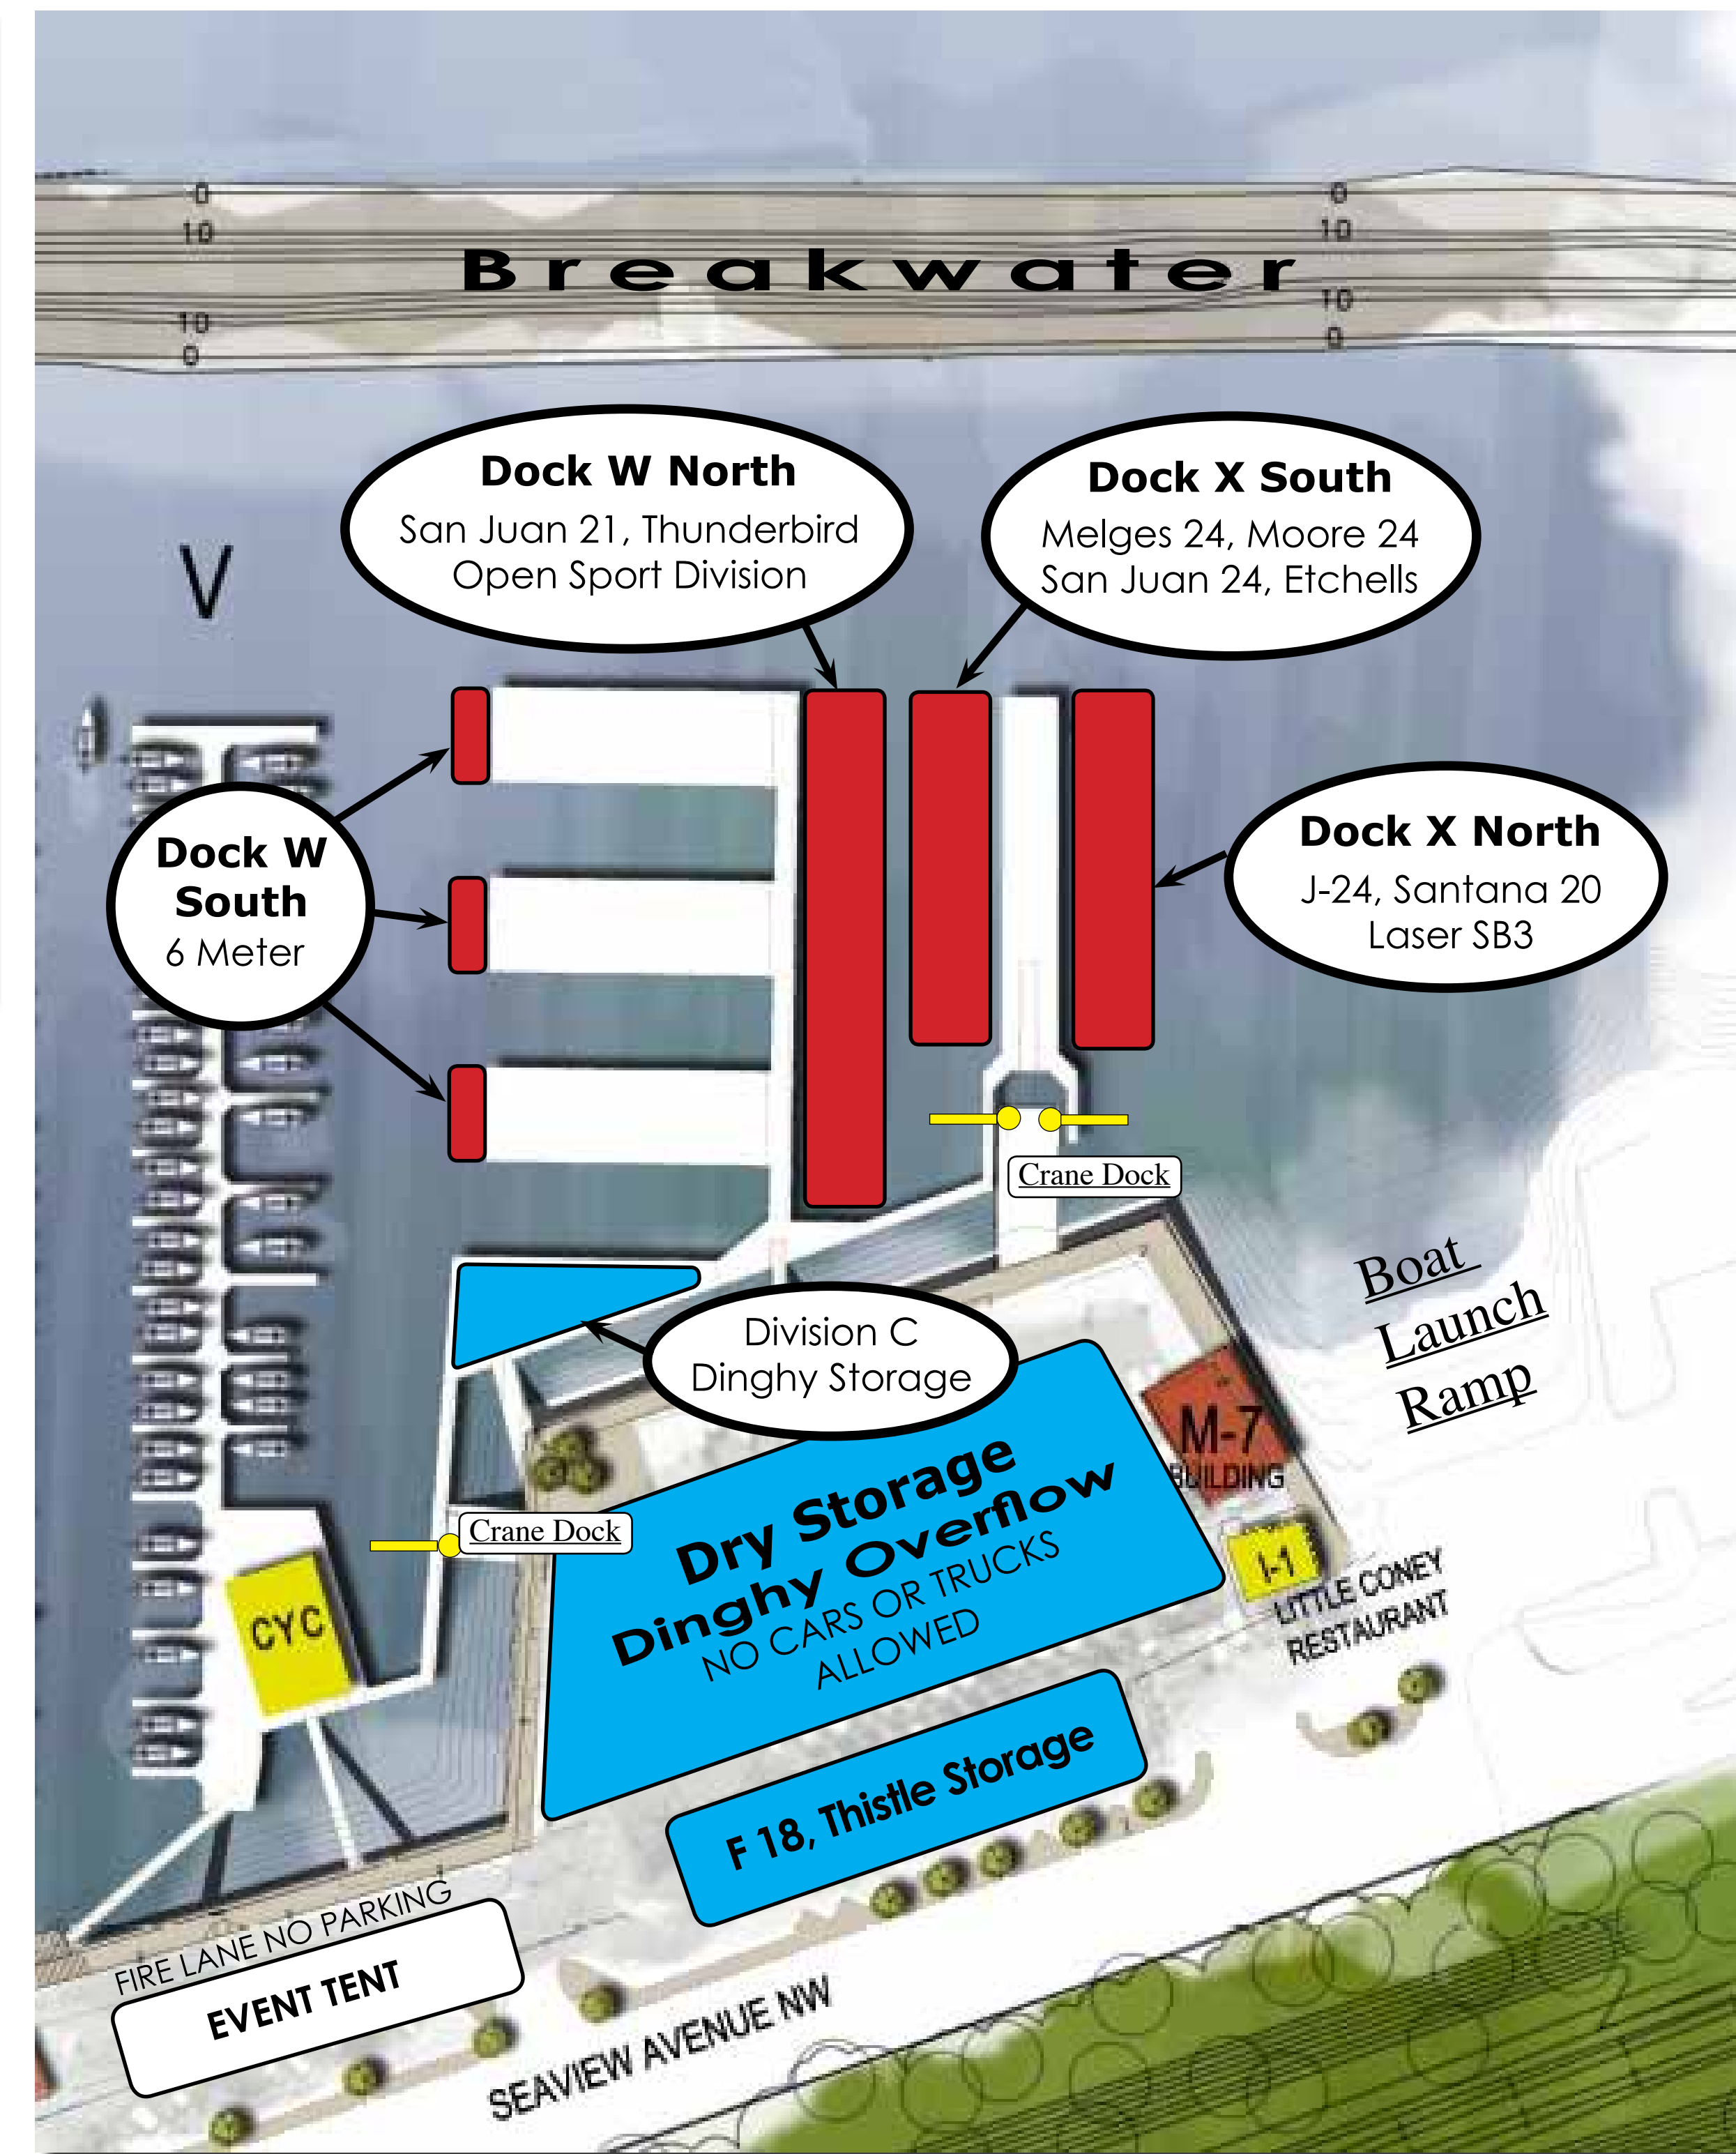 0
0
10
10
Breakwater
10
10
0
0
Dock W North
San Juan 21, Thunderbird
Open Sport Division
Dock X South
Melges 24, Moore 24
San Juan 24, Etchells
V
Dock W
South
6 Meter
Dock X North
J-24, Santana 20
Laser SB3
Crane Dock
Boat
Launch
Ramp
Division C
Dinghy Storage
M-7
BUILDING
Dry Storage
Dinghy Overflow
NO CARS OR TRUCKS
ALLOWED
Crane Dock
I-1
LITTLE CONEY
RESTAURANT
CYC
F 18, Thistle Storage
FIRE LANE NO PARKING
EVENT TENT
SEAVIEW AVENUE NW